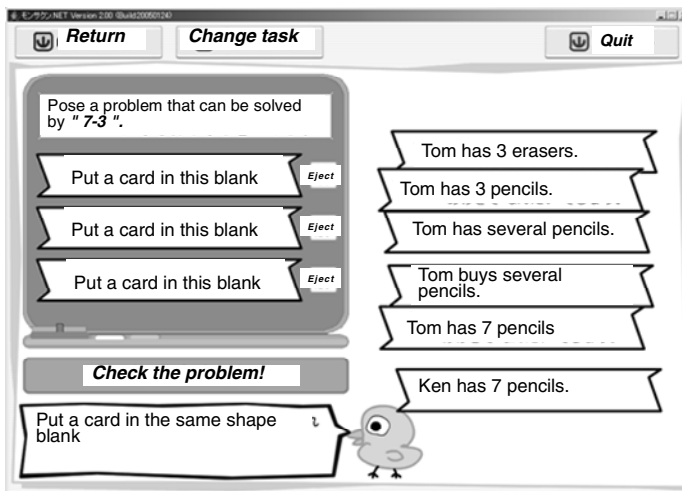 モンサクン.NET Version 2.00 (Build20050124)
Return
Change task
Quit
Pose a problem that can be solved
by " 7-3 ".
Put a card in this blank
Eject
Put a card in this blank
Eject
Put a card in this blank
Eject
Check the problem!
Put a card in the same shape
blank
Tom has 3 erasers.
Tom has 3 pencils.
Tom has several pencils.
Tom buys several
pencils.
Tom has 7 pencils
Ken has 7 pencils.